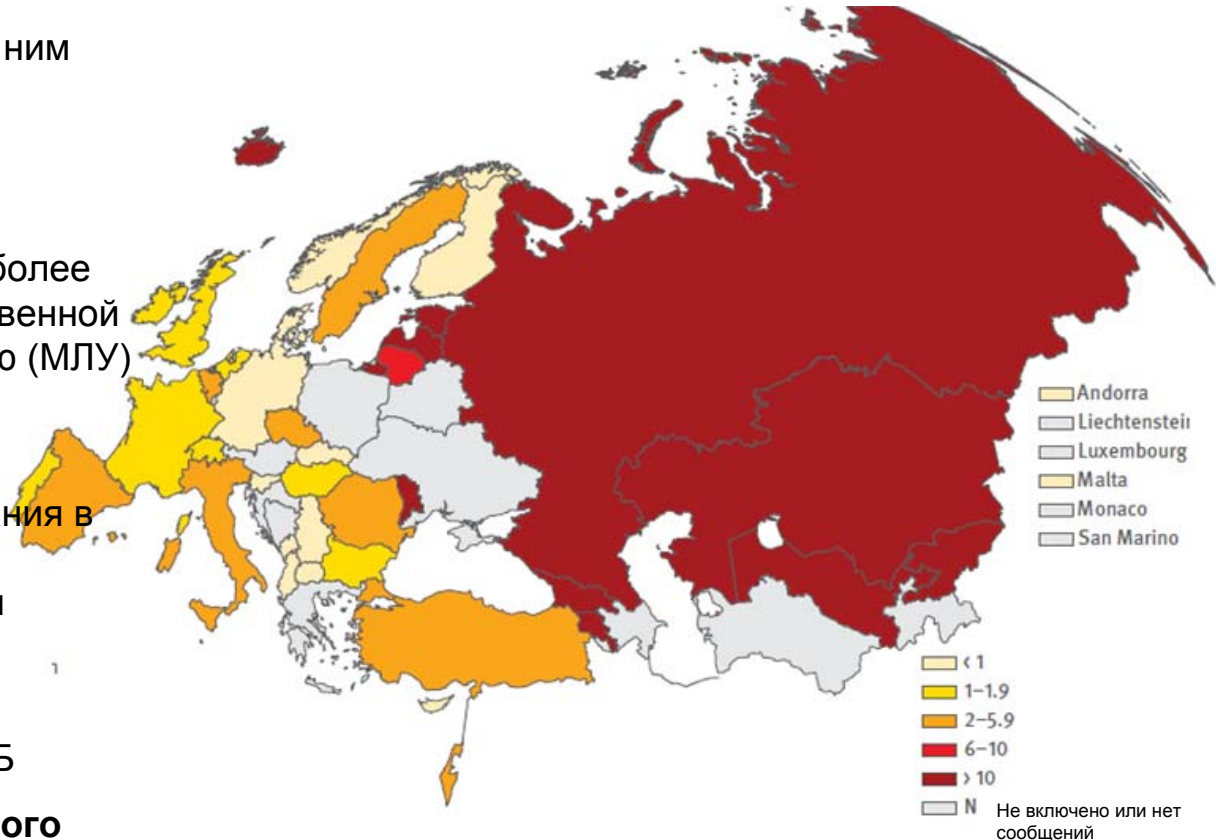 ним
более
венной
ю (МЛУ)
ния в
и
Б
ого
Andorra
Liechtenstein
Luxembourg
Malta
Monaco
San Marino
< 1
1–1.9
2–5.9
6–10
> 10
N Не включено или нет
сообщений